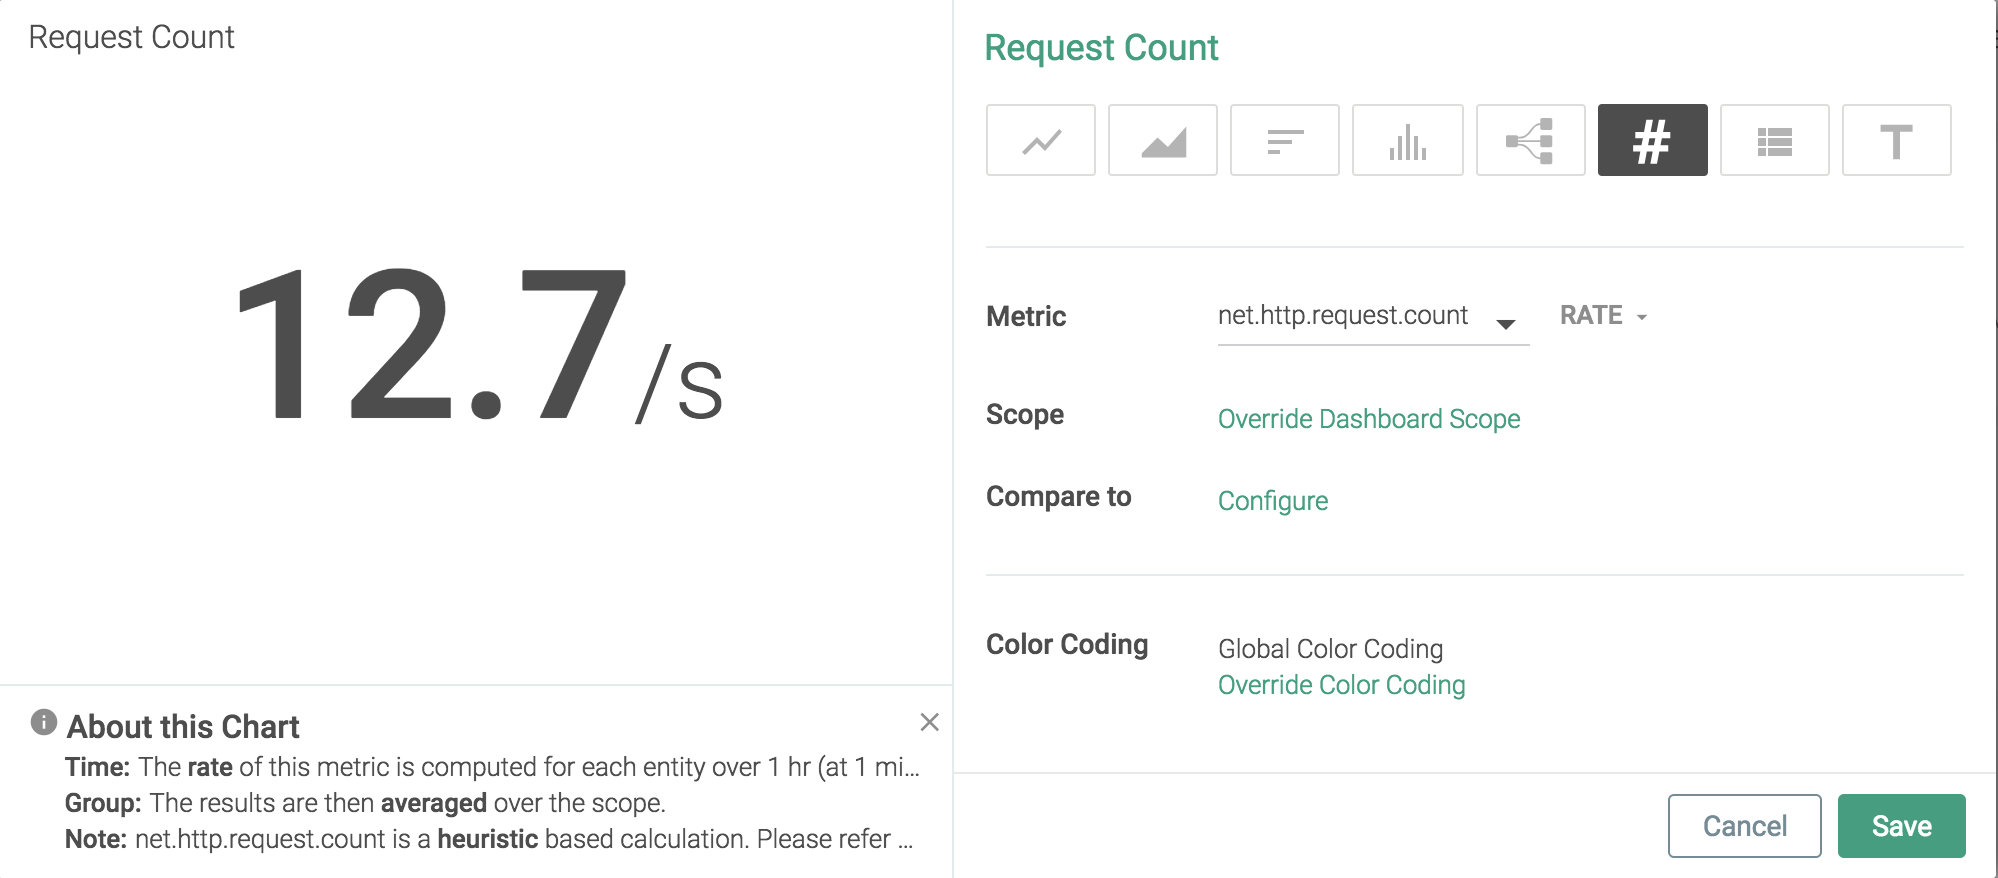 Request Count
12.7/s
About this Chart
Time: The rate of this metric is computed for each entity over 1 hr (at 1 mi...
Group: The results are then averaged over the scope.
Note: net.http.request.count is a heuristic based calculation. Please refer ...
Request Count
#
T
Metric net.http.request.count RATE
Scope Override Dashboard Scope
Compare to Configure
Color Coding Global Color Coding
Override Color Coding
Cancel Save